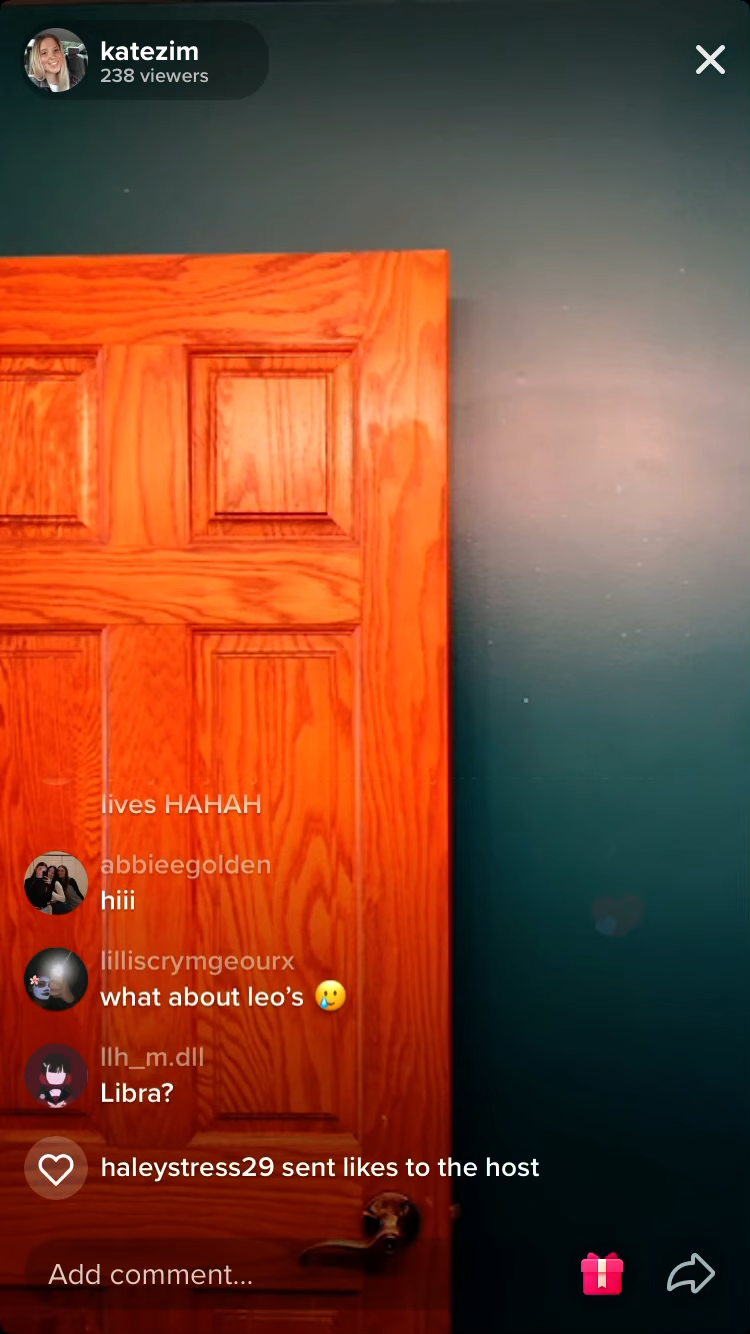 katezim
238 viewers
lives HAHAH
abbieegolden
hiii
lilliscrymgeourx
what about leo’s 🥲
llh_m.dll
Libra?
haleystress29 sent likes to the host
Add comment...